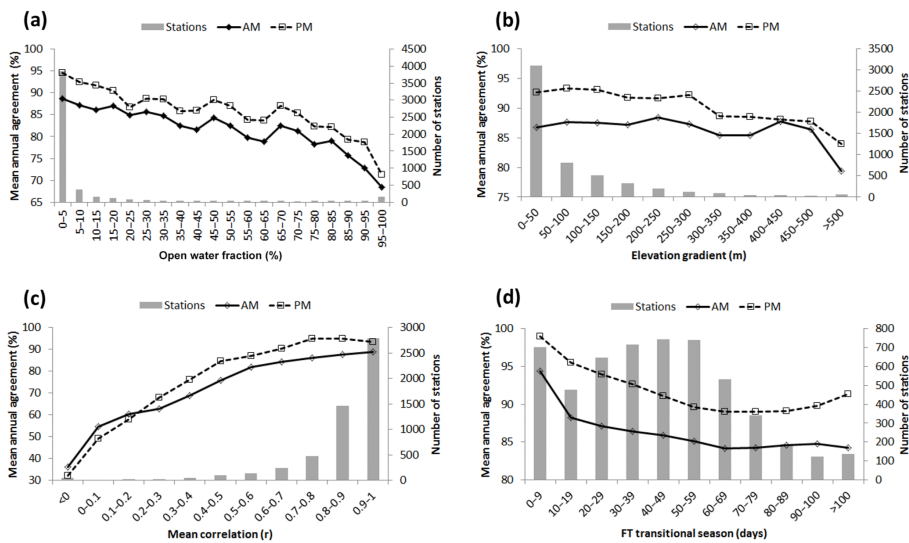 (a)
Stations AM PM
Mean annual agreement (%)
100
95
90
85
80
75
70
65
4500
4000
3500
3000
2500
2000
1500
1000
500
0
Number of stations
0–5 5–10 10–15 15–20 20–25 25–30 30–35 35–40 40–45 45–50 50–55 55–60 60–65 65–70 70–75 75–80 80–85 85–90 90–95 95–100
Open water fraction (%)
(b)
Stations AM PM
Mean annual agreement (%)
100
95
90
85
80
75
3500
3000
2500
2000
1500
1000
500
0
Number of stations
0–50 50–100 100–150 150–200 200–250 250–300 300–350 350–400 400–450 450–500 >500
Elevation gradient (m)
(c)
Stations AM PM
Mean annual agreement (%)
100
90
80
70
60
50
40
30
3000
2500
2000
1500
1000
500
0
Number of stations
<0 0–0.1 0.1–0.2 0.2–0.3 0.3–0.4 0.4–0.5 0.5–0.6 0.6–0.7 0.7–0.8 0.8–0.9 0.9–1
Mean correlation (r)
(d)
Stations AM PM
Mean annual agreement (%)
100
95
90
85
80
800
700
600
500
400
300
200
100
0
Number of stations
0–9 10–19 20–29 30–39 40–49 50–59 60–69 70–79 80–89 90–100 >100
FT transitional season (days)